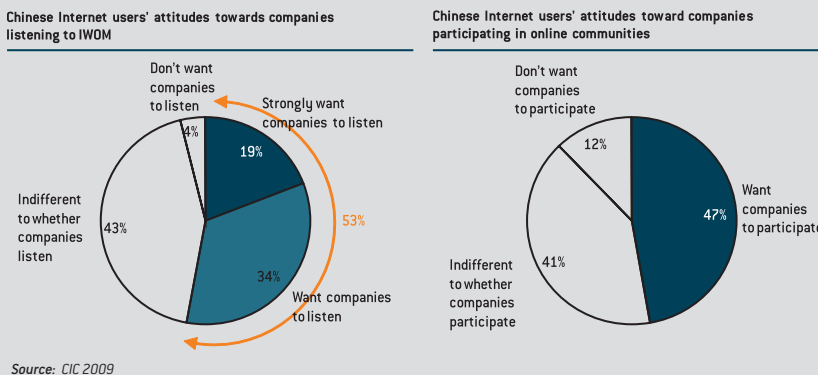 Chinese Internet users' attitudes towards companies
listening to IWOM
Don't want
companies
to listen
Strongly want
companies to listen
4%
19%
53%
Indifferent
to whether
companies
listen
43%
34%
Want companies
to listen
Source: CIC 2009
Chinese Internet users' attitudes toward companies
participating in online communities
Don't want
companies
to participate
12%
Want
companies
to participate
47%
41%
Indifferent
to whether
companies
participate